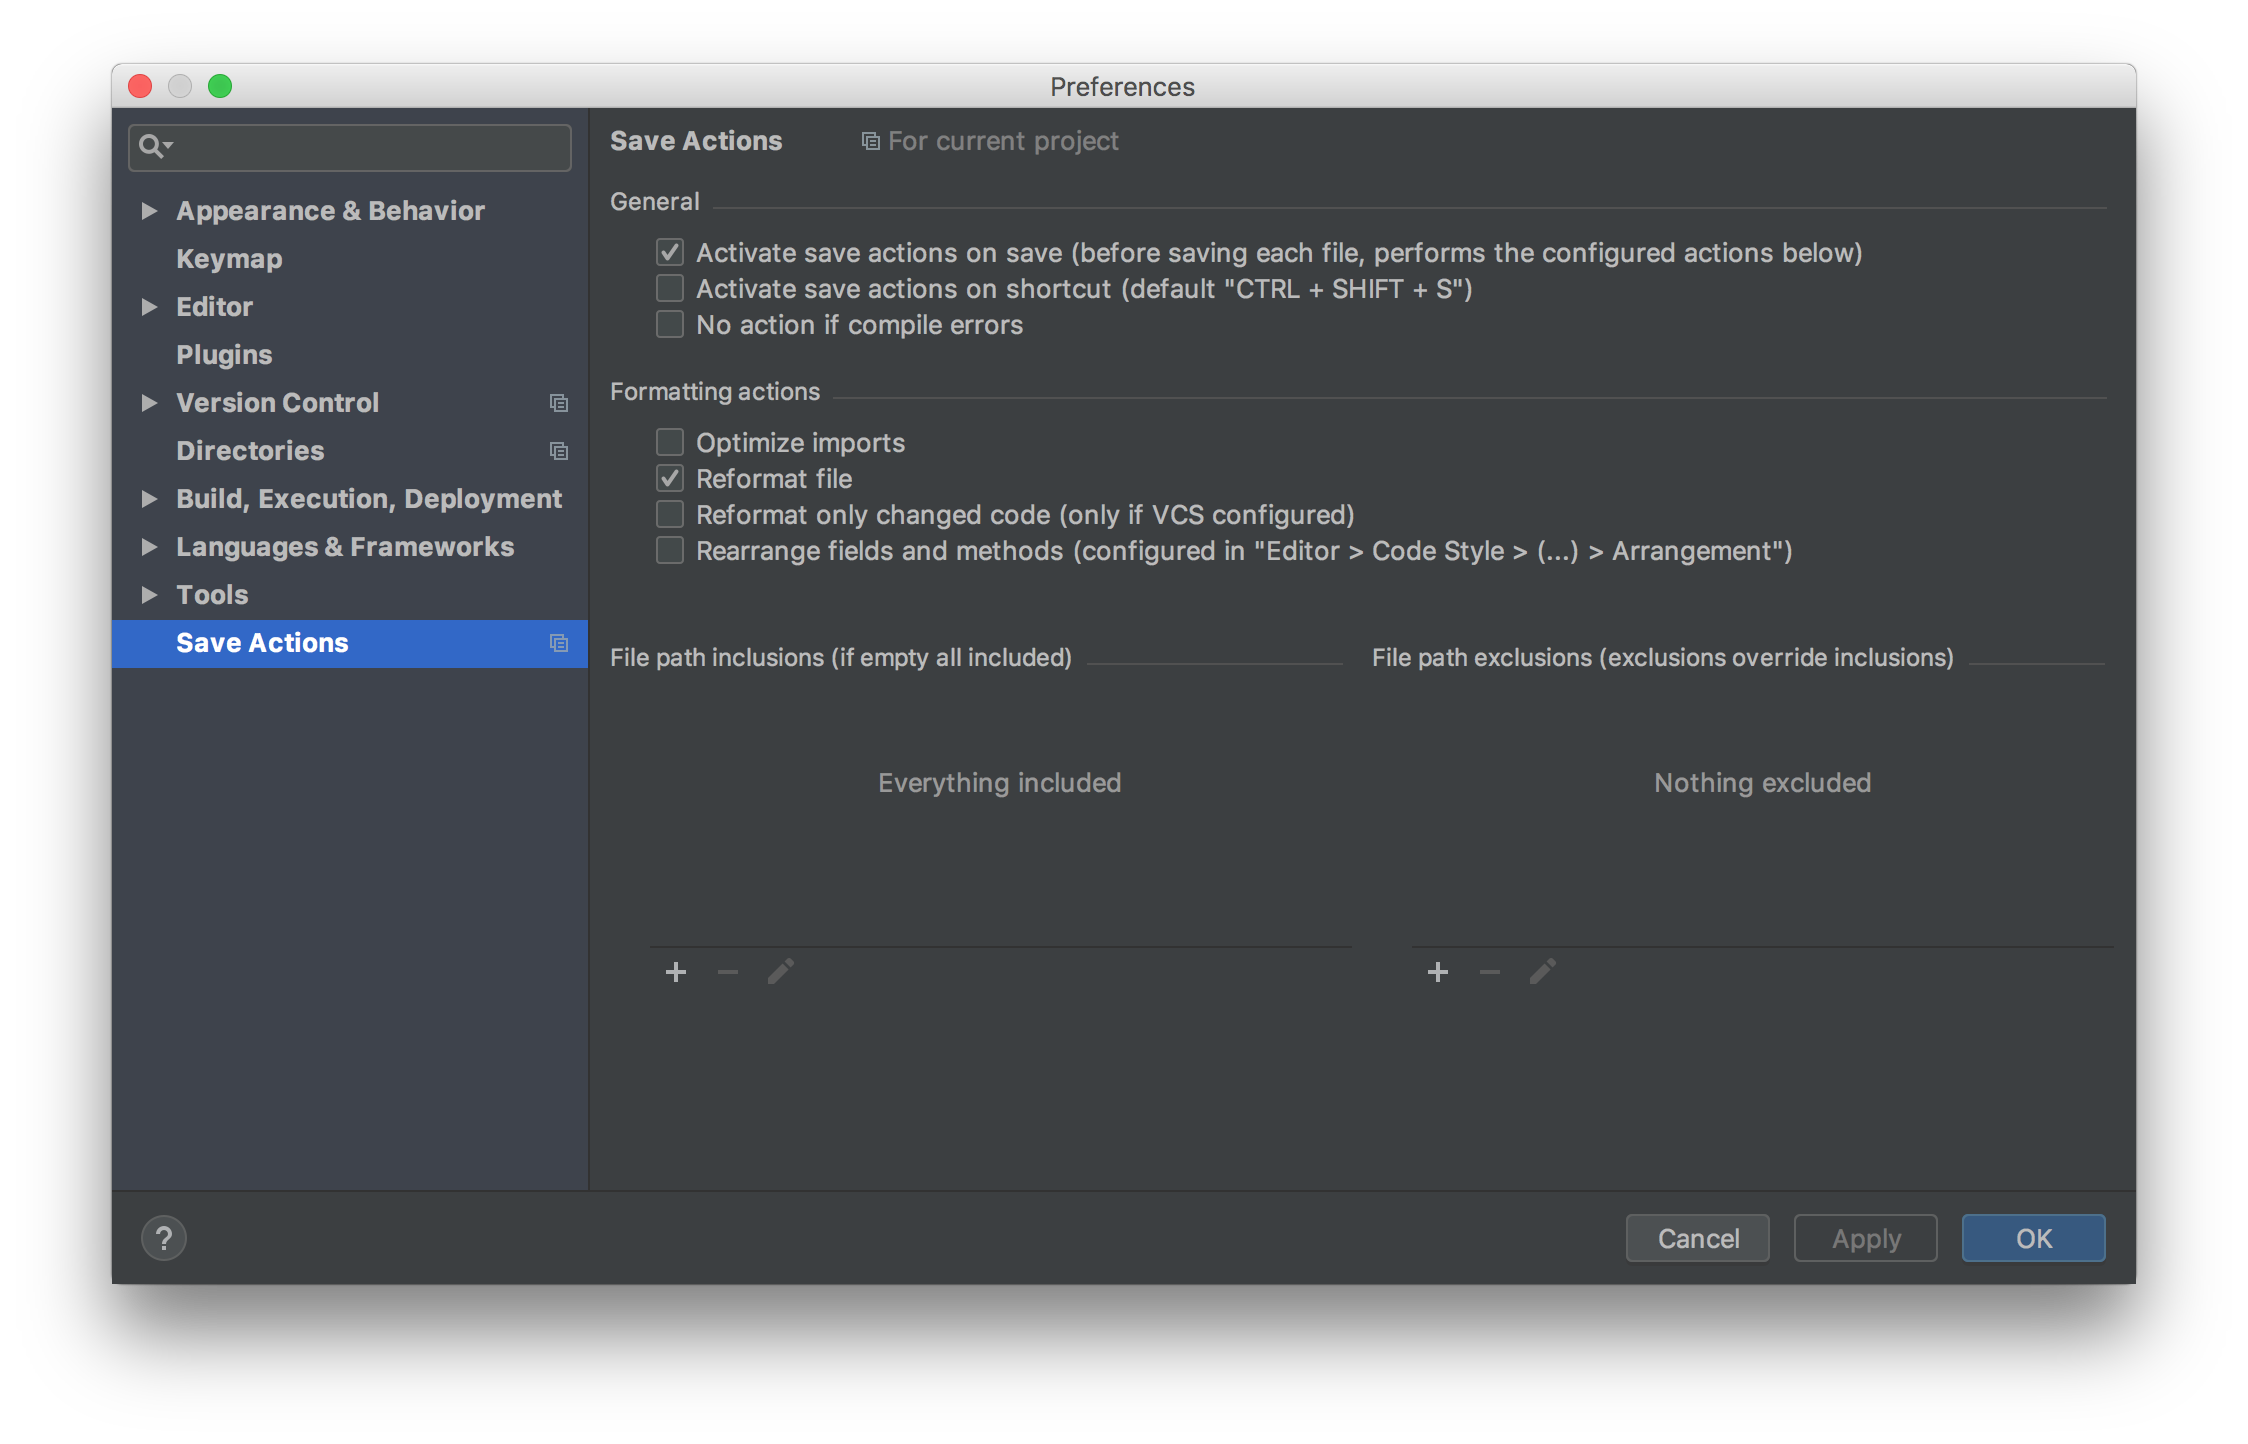 Preferences
Appearance & Behavior
Keymap
Editor
Plugins
Version Control
Directories
Build, Execution, Deployment
Languages & Frameworks
Tools
Save Actions
Save Actions For current project
General
Activate save actions on save (before saving each file, performs the configured actions below)
Activate save actions on shortcut (default "CTRL + SHIFT + S")
No action if compile errors
Formatting actions
Optimize imports
Reformat file
Reformat only changed code (only if VCS configured)
Rearrange fields and methods (configured in "Editor > Code Style > (...) > Arrangement")
File path inclusions (if empty all included)
Everything included
File path exclusions (exclusions override inclusions)
Nothing excluded
?
Cancel
Apply
OK